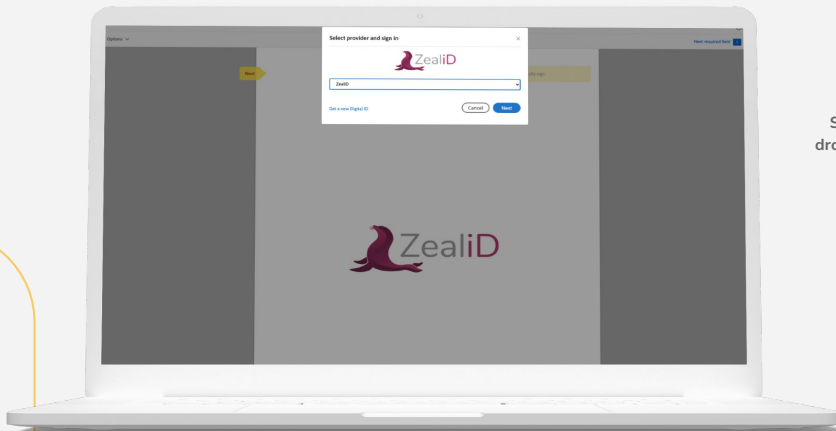 Options
Next required field 1
Select provider and sign in
×
ZealiD
Next
ZealiD
Get a new Digital ID
Cancel
Next
ZealiD